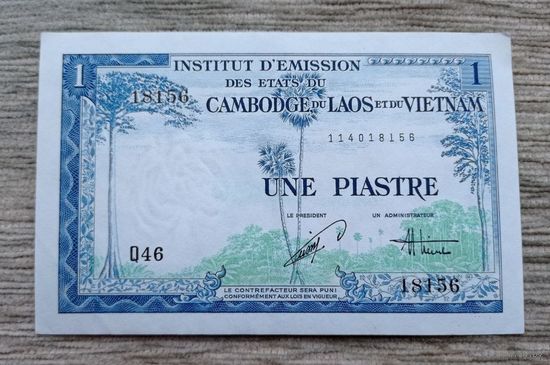 1 INSTITUT D'EMISSION 1
DES ETATS DU
18156
CAMBODGE DU LAOS ET DU VIETNAM
114018156
UNE PIASTRE
LE PRESIDENT UN ADMINISTRATEUR
Q46
18156
LE CONTREFACTEUR SERA PUNI
CONFORMÉMENT AUX LOIS EN VIGUEUR